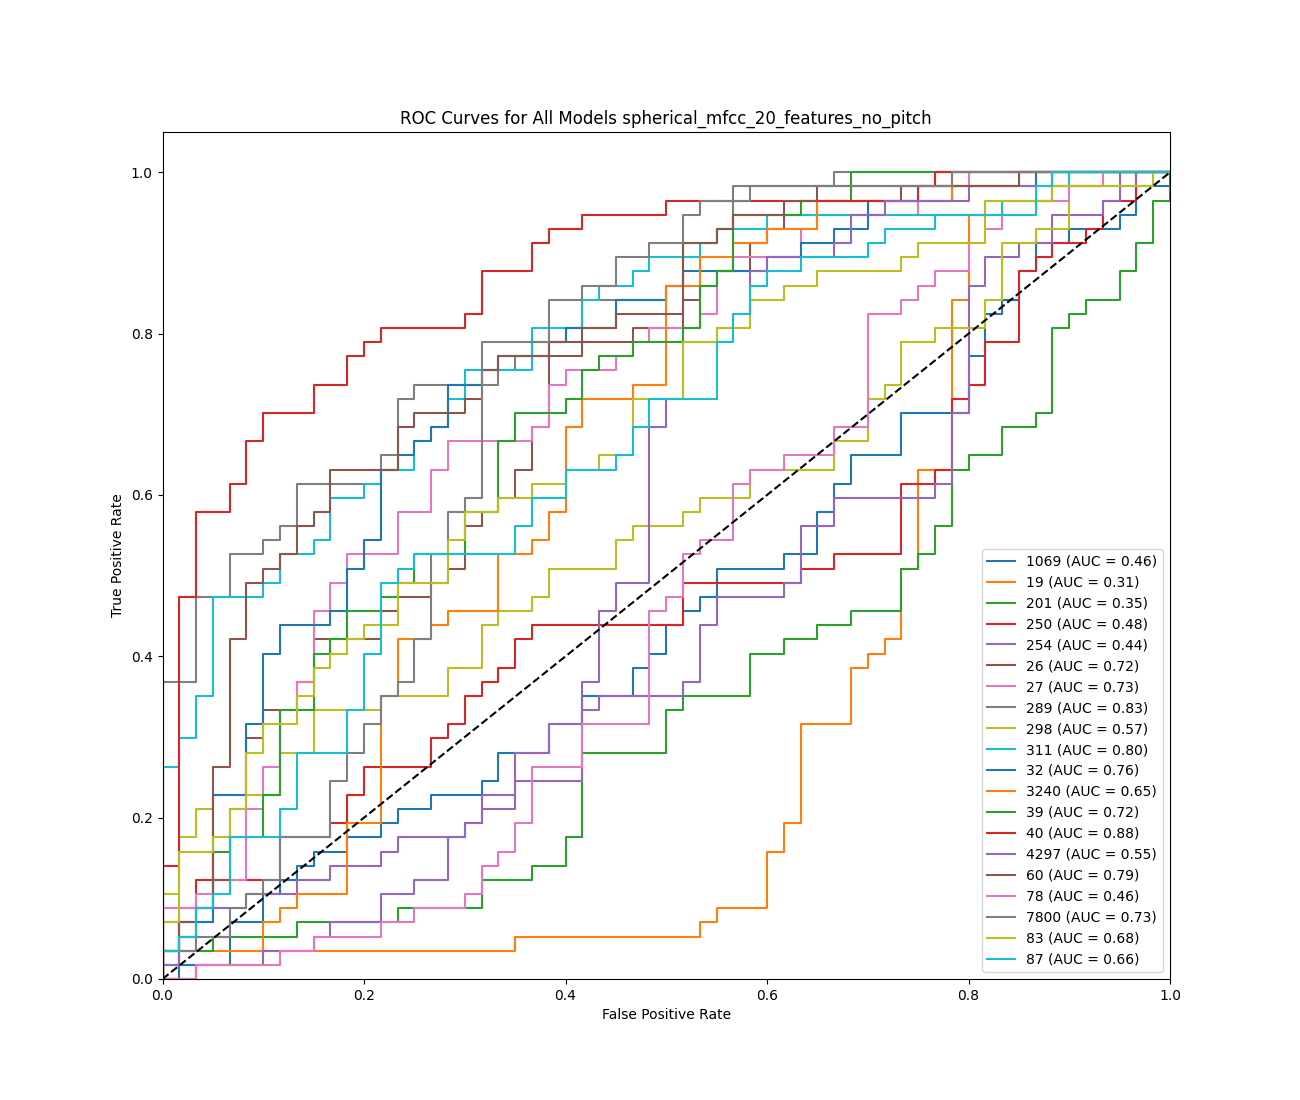 ROC Curves for All Models spherical_mfcc_20_features_no_pitch
True Positive Rate
1.0
0.8
0.6
0.4
0.2
0.0
0.0 0.2 0.4 0.6 0.8 1.0
False Positive Rate
1069 (AUC = 0.46)
19 (AUC = 0.31)
201 (AUC = 0.35)
250 (AUC = 0.48)
254 (AUC = 0.44)
26 (AUC = 0.72)
27 (AUC = 0.73)
289 (AUC = 0.83)
298 (AUC = 0.57)
311 (AUC = 0.80)
32 (AUC = 0.76)
3240 (AUC = 0.65)
39 (AUC = 0.72)
40 (AUC = 0.88)
4297 (AUC = 0.55)
60 (AUC = 0.79)
78 (AUC = 0.46)
7800 (AUC = 0.73)
83 (AUC = 0.68)
87 (AUC = 0.66)